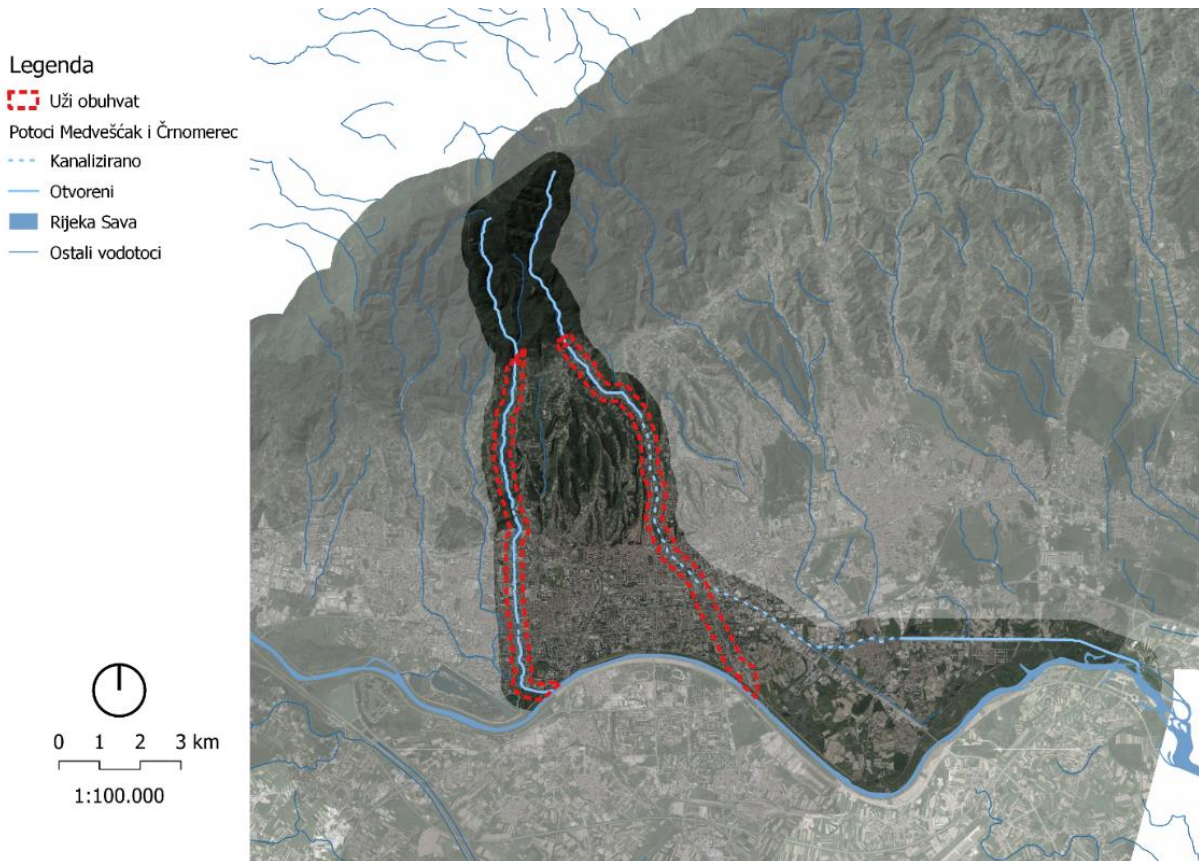 Legenda
Uži obuhvat
Potoci Medveščak i Črnomerec
Kanalizirano
Otvoreni
Rijeka Sava
Ostali vodotoci
0 1 2 3 km
1:100.000